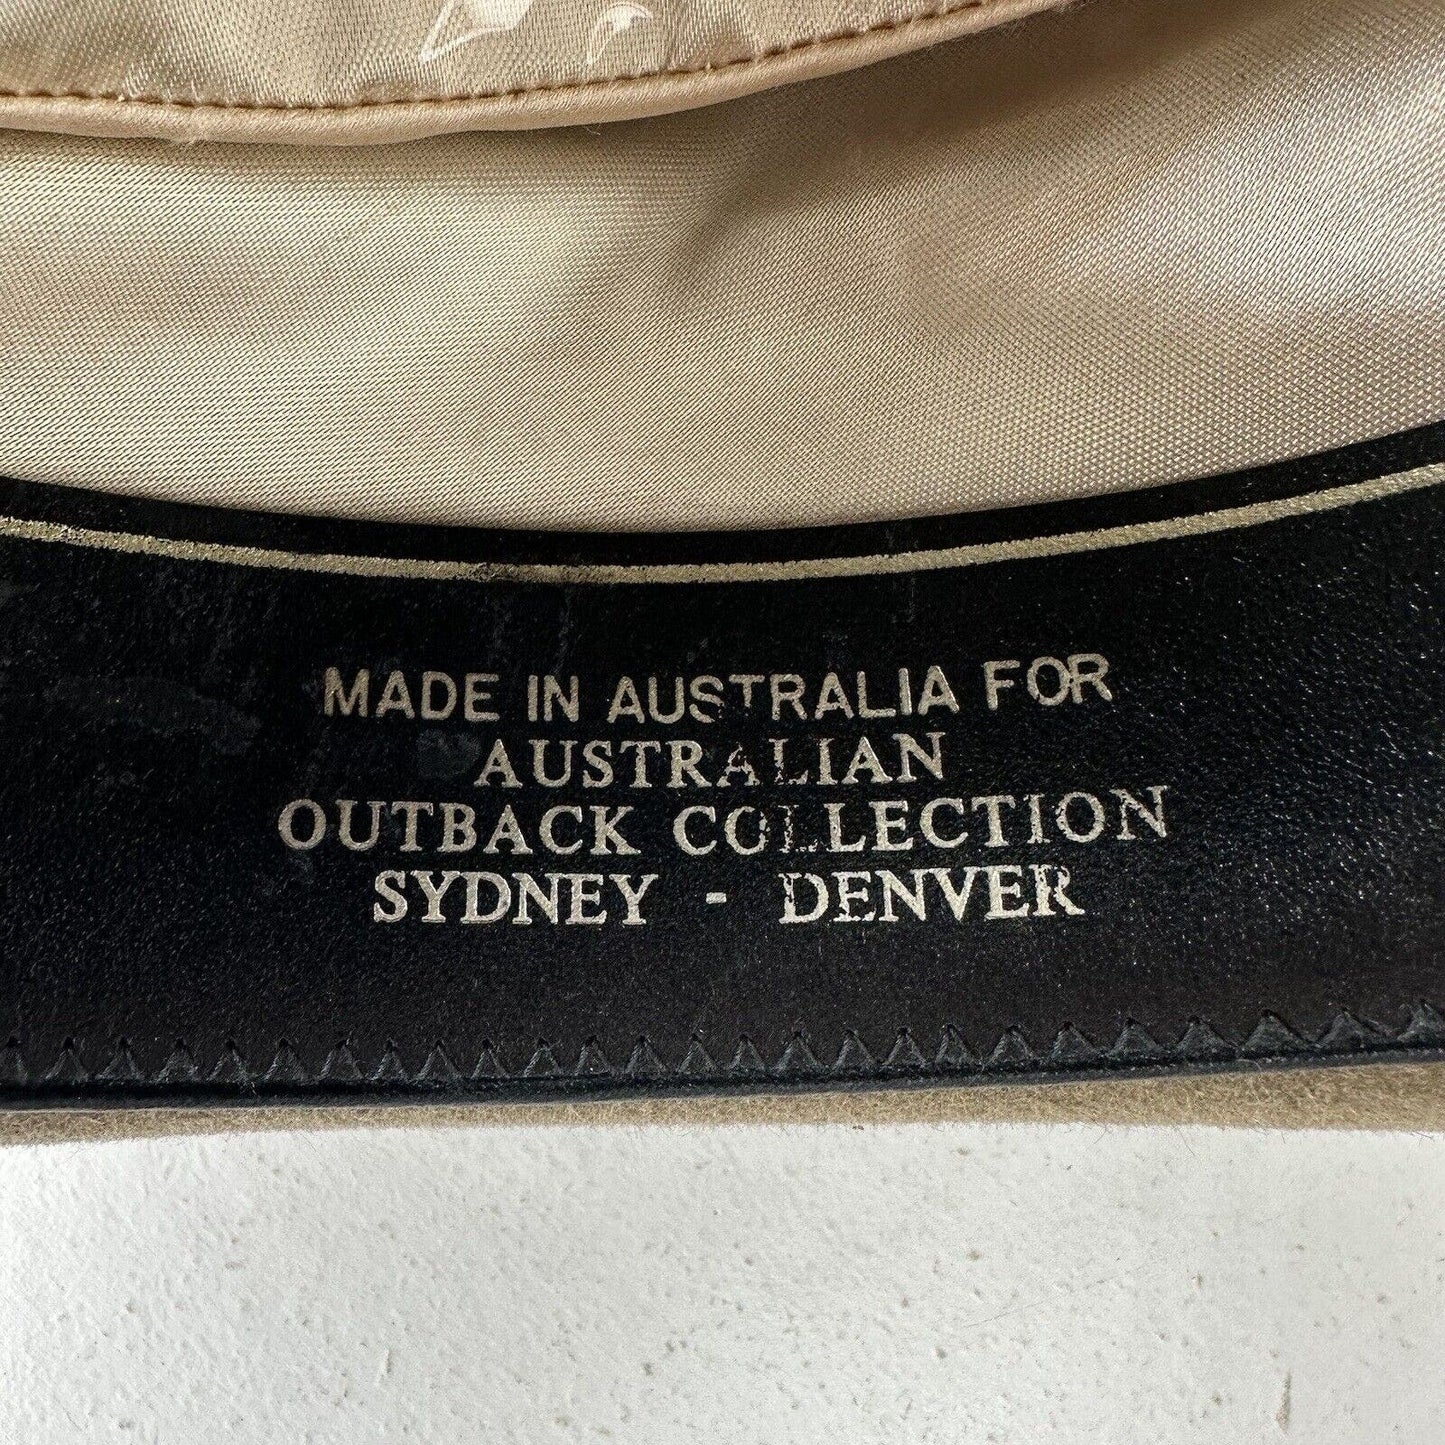 MADE IN AUSTRALIA FOR
AUSTRALIAN
OUTBACK COLLECTION
SYDNEY - DENVER